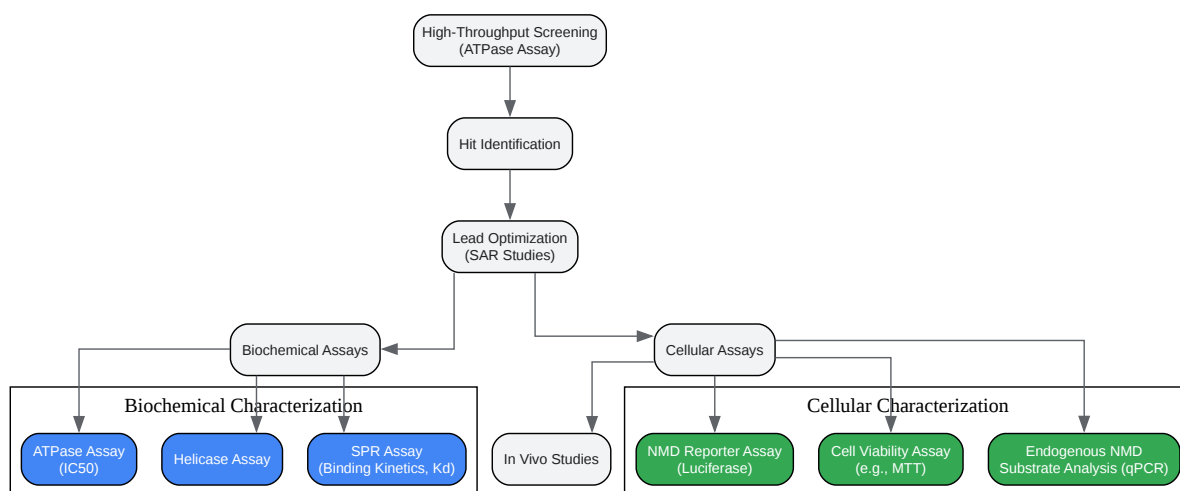 High-Throughput Screening
(ATPase Assay)
Hit Identification
Lead Optimization
(SAR Studies)
Biochemical Assays
Cellular Assays
Biochemical Characterization
Cellular Characterization
ATPase Assay
(IC50)
Helicase Assay
SPR Assay
(Binding Kinetics, Kd)
In Vivo Studies
NMD Reporter Assay
(Luciferase)
Cell Viability Assay
(e.g., MTT)
Endogenous NMD
Substrate Analysis (qPCR)